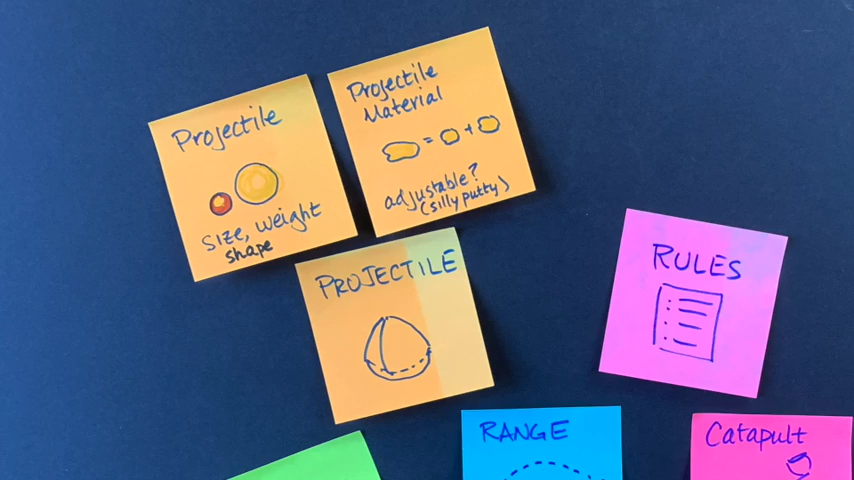 Projectile
size, weight
shape
Projectile
Material
= +
adjustable?
(silly putty)
PROJECTILE
RULES
RANGE
Catapult